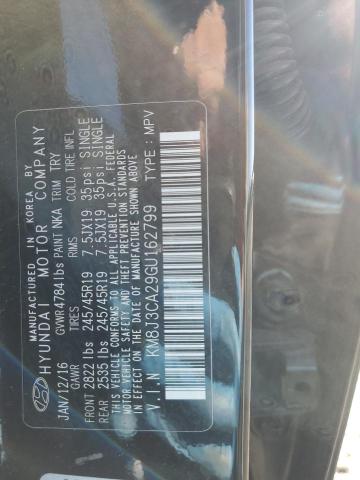 MANUFACTURED IN KOREA BY
HYUNDAI MOTOR COMPANY
JAN/12/16 GVWR 4784lbs PAINT NKA TRIM TRY
GAWR TIRES RIMS COLD TIRE INFL
FRONT 2822 lbs 245/45R19 7.5JX19 35psi SINGLE
REAR 2535 lbs 245/45R19 7.5JX19 35psi SINGLE
THIS VEHICLE CONFORMS TO ALL APPLICABLE U.S.A FEDERAL
MOTOR VEHICLE SAFETY AND THEFT PREVENTION STANDARDS
IN EFFECT ON THE DATE OF MANUFACTURE SHOWN ABOVE
V.I.N KM8J3CA29GU162799 TYPE: MPV